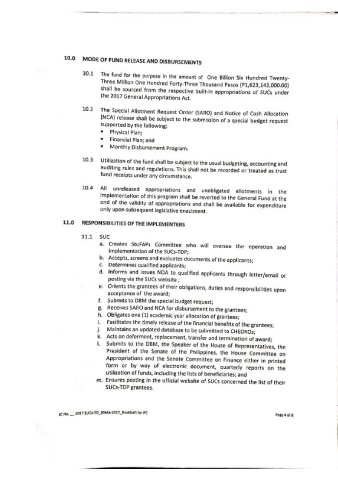 10.0 MODE OF FUND RELEASE AND DISBURSEMENTS
10.1 The fund for the purpose in the amount of One Billion Six Hundred Twenty-
Three Million One Hundred Forty-Three Thousand Pesos (P1,623,143,000.00)
shall be sourced from the respective built-in appropriations of SUCs under
the 2017 General Appropriations Act.
10.2 The Special Allotment Request Order (SARO) and Notice of Cash Allocation
(NCA) release shall be subject to the submission of a special budget request
supported by the following:
• Physical Plan;
• Financial Plan; and
• Monthly Disbursement Program.
10.3 Utilization of the fund shall be subject to the usual budgeting, accounting and
auditing rules and regulations. This shall not be recorded or treated as trust
fund receipts under any circumstance.
10.4 All unreleased appropriations and unobligated allotments in the
implementation of this program shall be reverted to the General Fund at the
end of the validity of appropriations and shall be available for expenditure
only upon subsequent legislative enactment.
11.0 RESPONSIBILITIES OF THE IMPLEMENTERS
11.1 SUC
a. Creates StuFAPs Committee who will oversee the operation and
implementation of the SUCs-TDP;
b. Accepts, screens and evaluates documents of the applicants;
c. Determines qualified applicants;
d. Informs and issues NOA to qualified applicants through letter/email or
posting via the SUCs website;
e. Orients the grantees of their obligations, duties and responsibilities upon
acceptance of the award;
f. Submits to DBM the special budget request;
g. Receives SARO and NCA for disbursement to the grantees;
h. Obligates one (1) academic year allocation of grantees;
i. Facilitates the timely release of the financial benefits of the grantees;
j. Maintains an updated database to be submitted to CHEDROs;
k. Acts on deferment, replacement, transfer and termination of award;
l. Submits to the DBM, the Speaker of the House of Representatives, the
President of the Senate of the Philippines, the House Committee on
Appropriations and the Senate Committee on Finance either in printed
form or by way of electronic document, quarterly reports on the
utilization of funds, including the lists of beneficiaries; and
m. Ensures posting in the official website of SUCs concerned the list of their
SUCs-TDP grantees.
Page 4 of 6